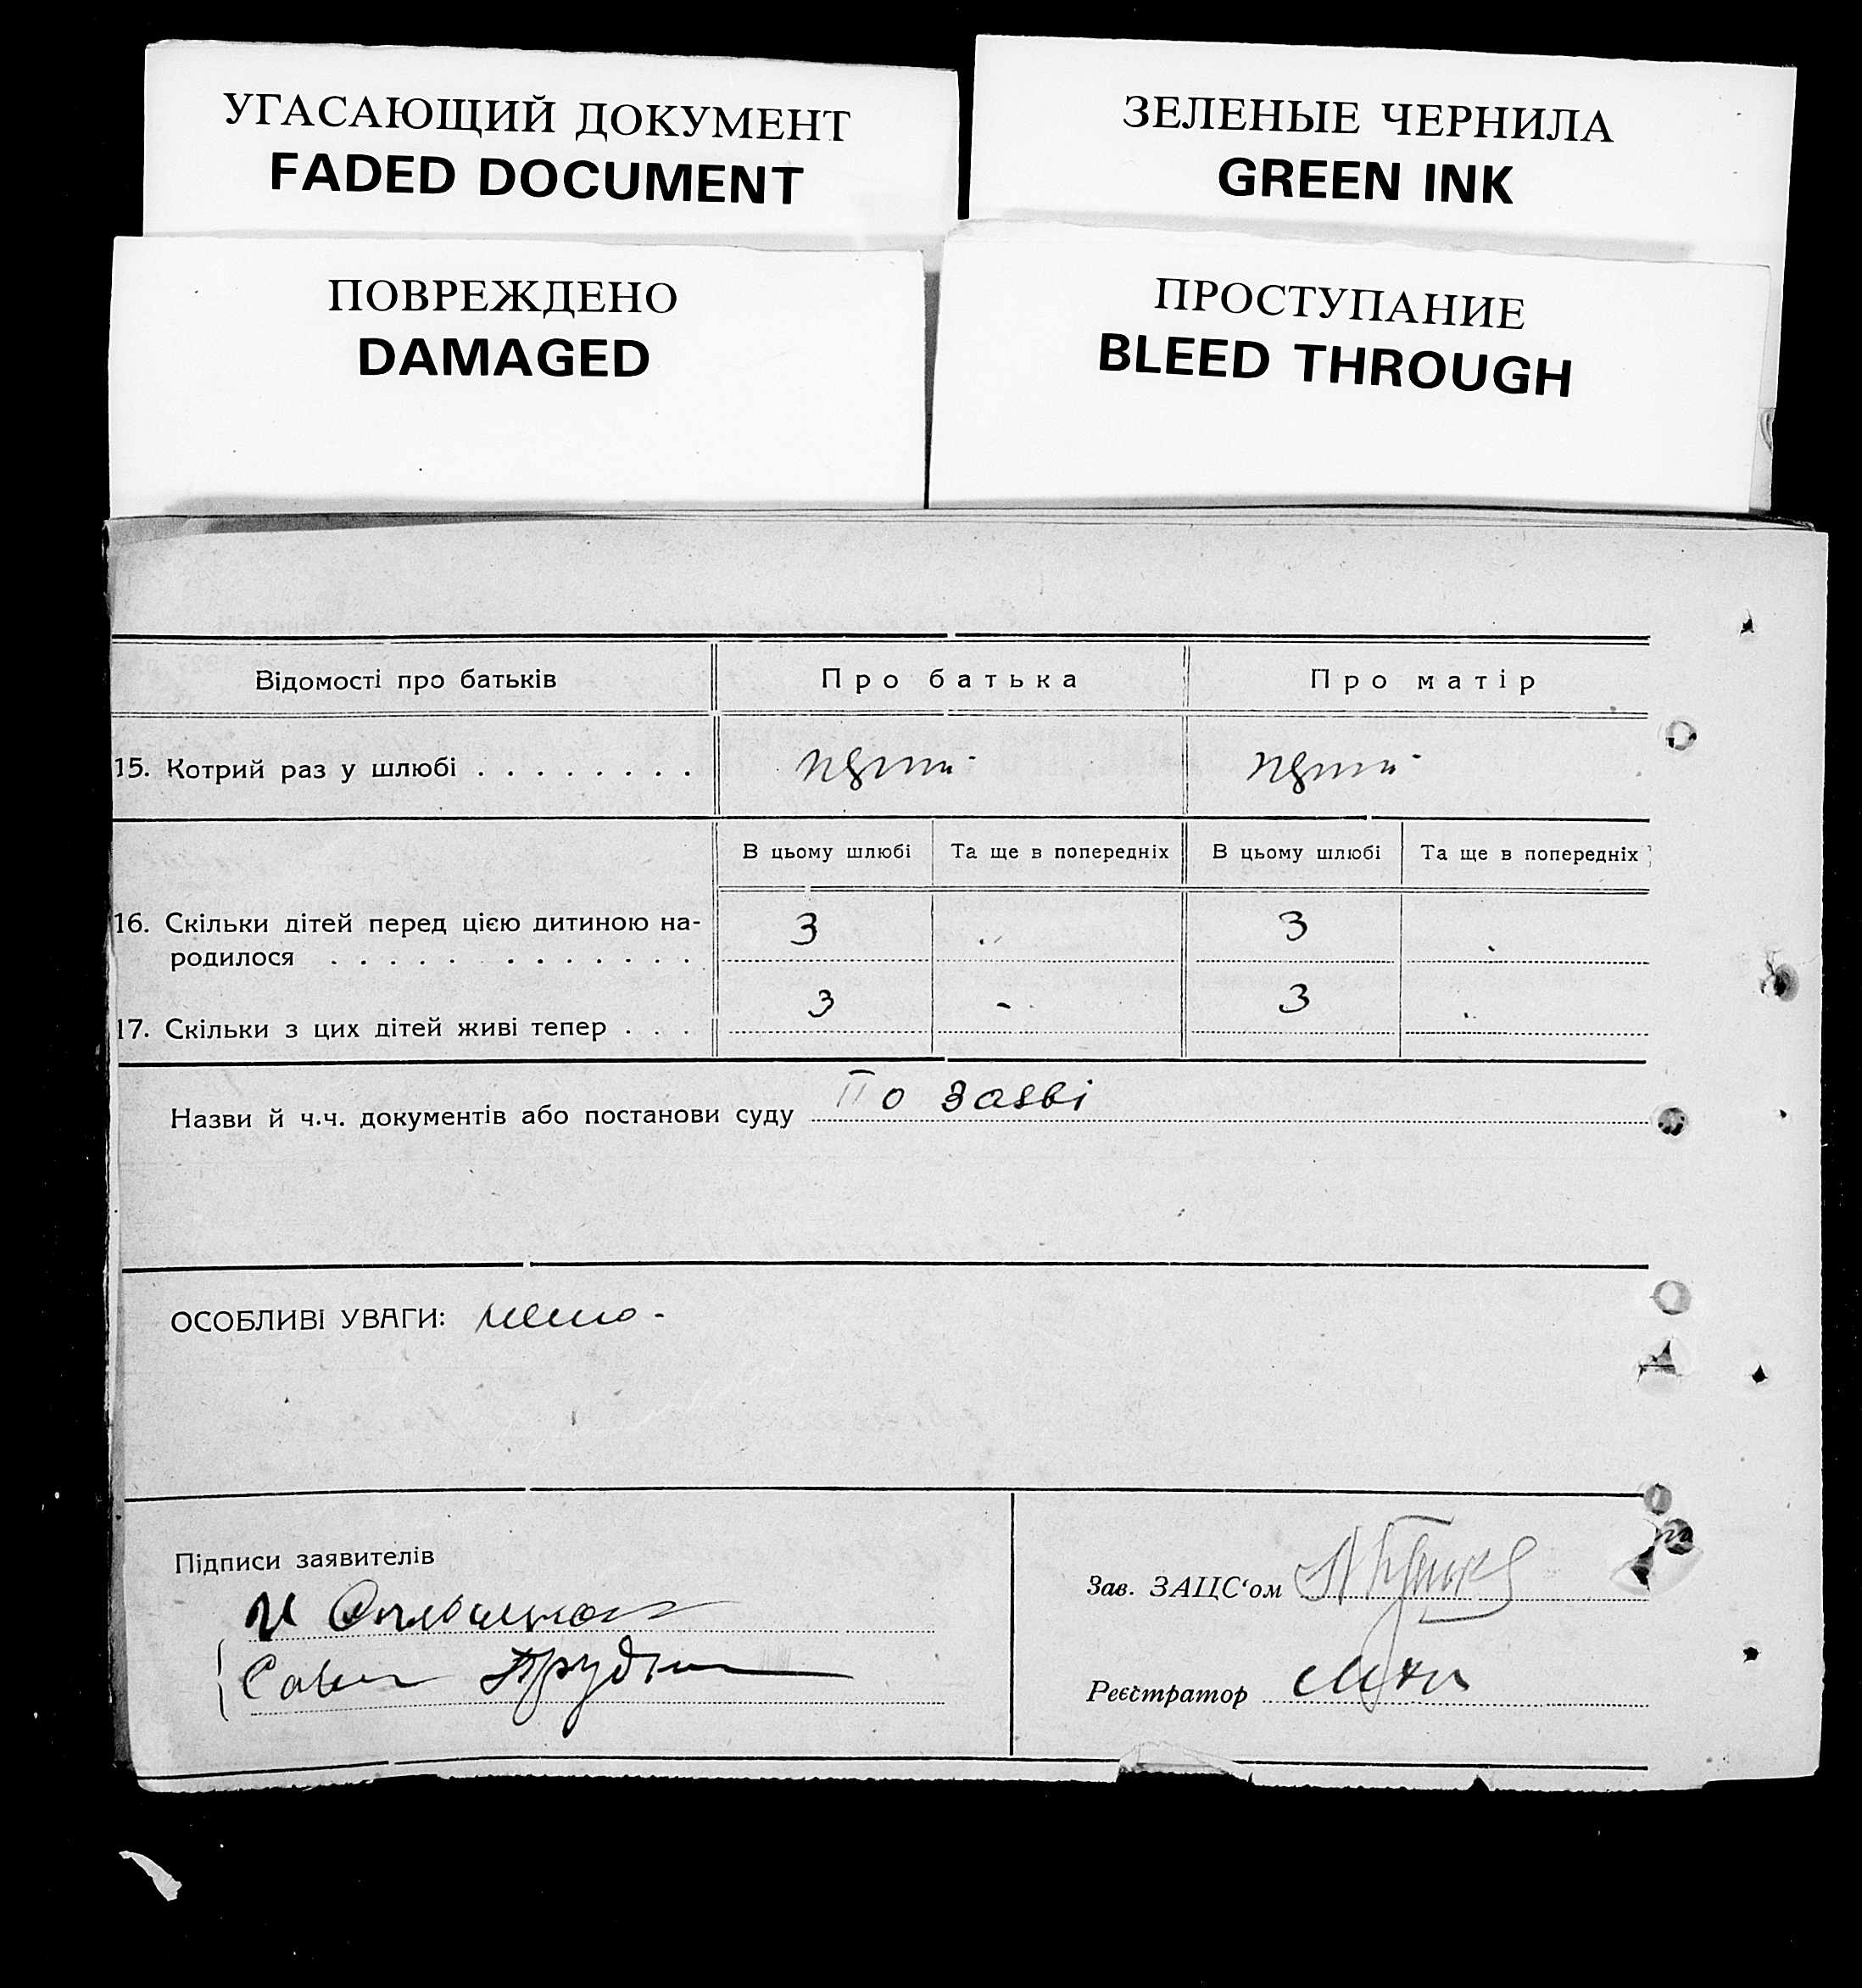 УГАСАЮЩИЙ ДОКУМЕНТ
FADED DOCUMENT
ЗЕЛЕНЫЕ ЧЕРНИЛА
GREEN INK
ПОВРЕЖДЕНО
DAMAGED
ПРОСТУПАНИЕ
BLEED THROUGH
Відомості про батьків Про батька Про матір
15. Котрий раз у шлюбі . . . . . . . .
В цьому шлюбі Та ще в попередніх В цьому шлюбі Та ще в попередніх
16. Скільки дітей перед цією дитиною на- 3 3
родилося . . . . . . . . . . . .
17. Скільки з цих дітей живі тепер . . . 3 - 3
Назви й ч.ч. документів або постанови суду По заяві
ОСОБЛИВІ УВАГИ:
Підписи заявителів
Зав. ЗАЦС'ом
Реєстратор